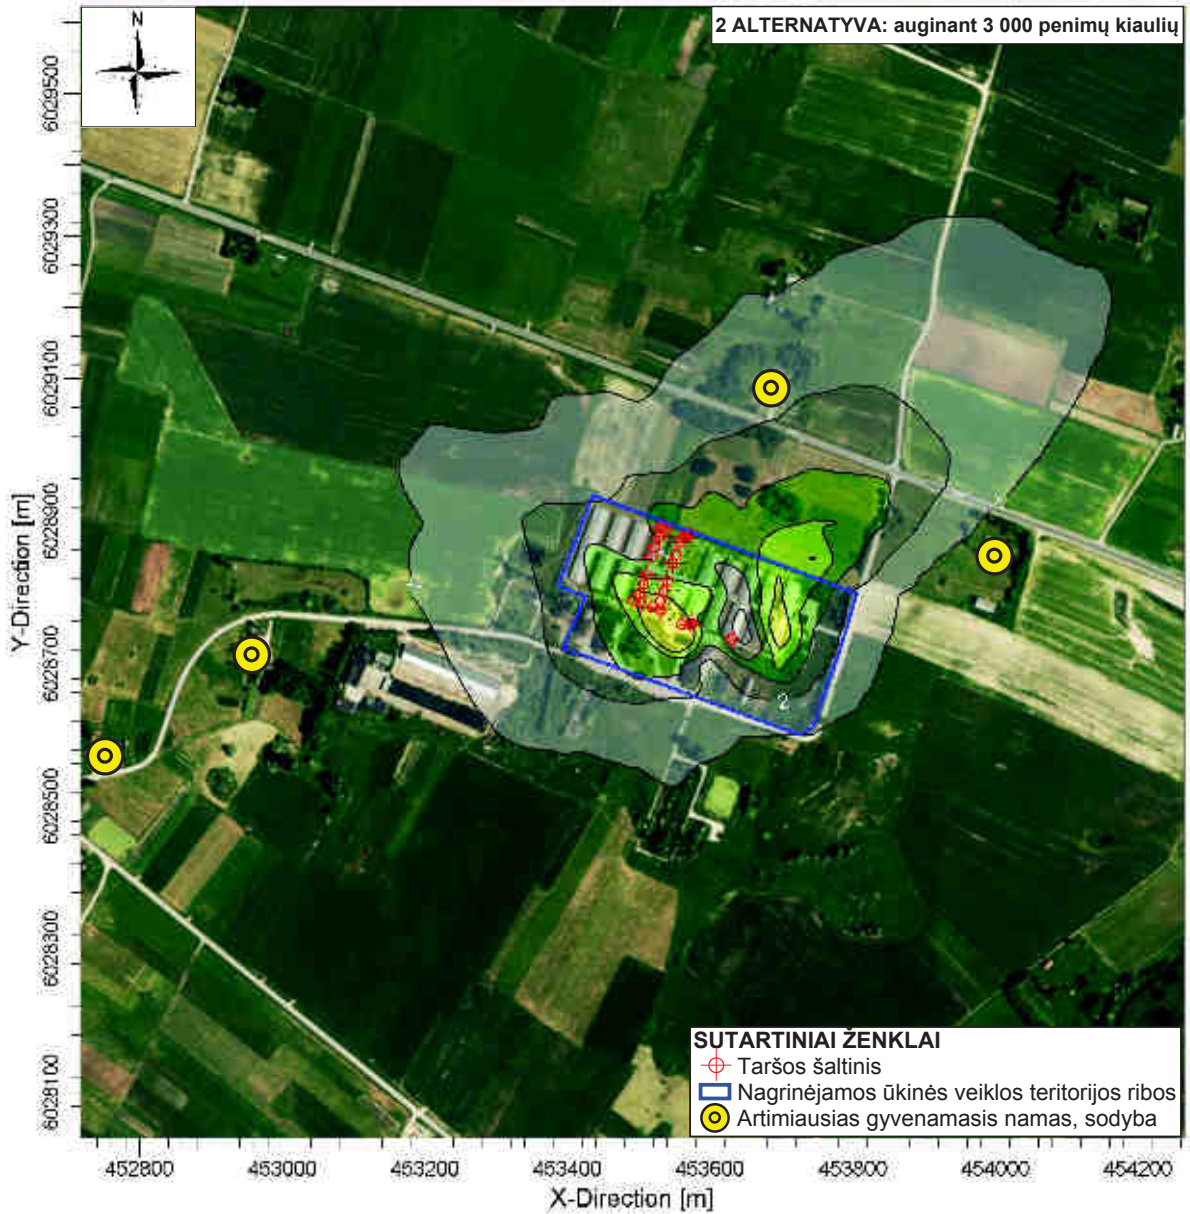 2 ALTERNATYVA: auginant 3 000 penimų kiaulių
N
6029500
6029300
6029100
6028900
6028700
6028500
6028300
6028100
Y-Direction [m]
2
SUTARTINIAI ŽENKLAI
Taršos šaltinis
Nagrinėjamos ūkinės veiklos teritorijos ribos
Artimiausias gyvenamasis namas, sodyba
452800 453000 453200 453400 453600 453800 454000 454200
X-Direction [m]